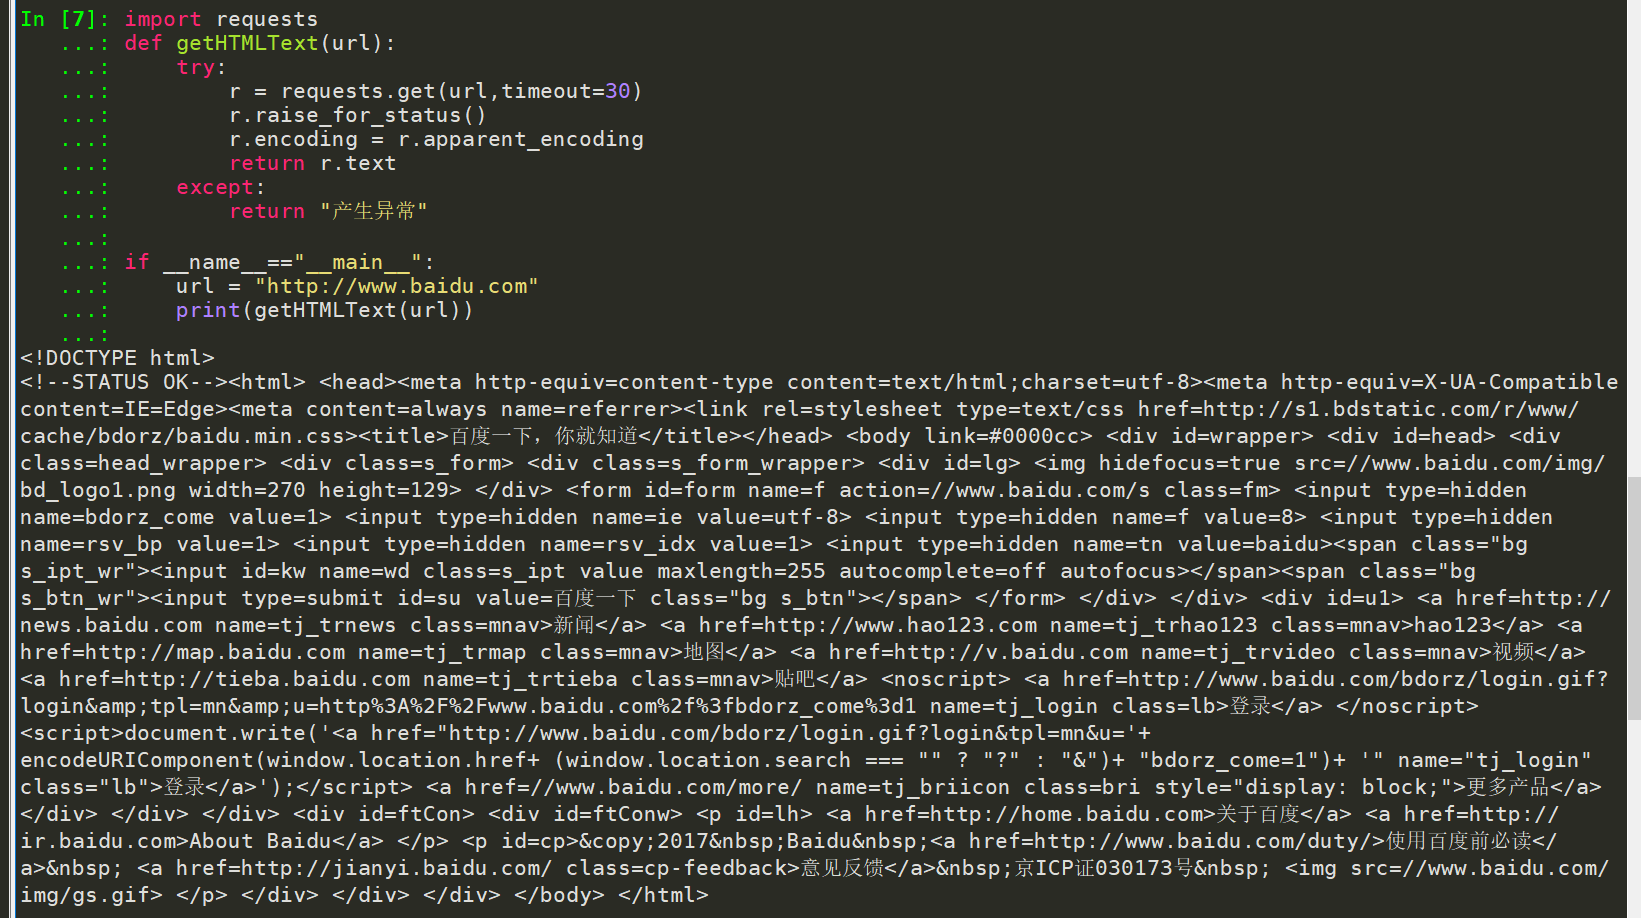 In [7]: import requests
   ...: def getHTMLText(url):
   ...:     try:
   ...:         r = requests.get(url,timeout=30)
   ...:         r.raise_for_status()
   ...:         r.encoding = r.apparent_encoding
   ...:         return r.text
   ...:     except:
   ...:         return "产生异常"
   ...:
   ...: if __name__=="__main__":
   ...:     url = "http://www.baidu.com"
   ...:     print(getHTMLText(url))
   ...:
<!DOCTYPE html>
<!--STATUS OK--><html> <head><meta http-equiv=content-type content=text/html;charset=utf-8><meta http-equiv=X-UA-Compatible
content=IE=Edge><meta content=always name=referrer><link rel=stylesheet type=text/css href=http://s1.bdstatic.com/r/www/
cache/bdorz/baidu.min.css><title>百度一下，你就知道</title></head> <body link=#0000cc> <div id=wrapper> <div id=head> <div
class=head_wrapper> <div class=s_form> <div class=s_form_wrapper> <div id=lg> <img hidefocus=true src=//www.baidu.com/img/
bd_logo1.png width=270 height=129> </div> <form id=form name=f action=//www.baidu.com/s class=fm> <input type=hidden
name=bdorz_come value=1> <input type=hidden name=ie value=utf-8> <input type=hidden name=f value=8> <input type=hidden
name=rsv_bp value=1> <input type=hidden name=rsv_idx value=1> <input type=hidden name=tn value=baidu><span class="bg
s_ipt_wr"><input id=kw name=wd class=s_ipt value maxlength=255 autocomplete=off autofocus></span><span class="bg
s_btn_wr"><input type=submit id=su value=百度一下 class="bg s_btn"></span> </form> </div> </div> <div id=u1> <a href=http://
news.baidu.com name=tj_trnews class=mnav>新闻</a> <a href=http://www.hao123.com name=tj_trhao123 class=mnav>hao123</a> <a
href=http://map.baidu.com name=tj_trmap class=mnav>地图</a> <a href=http://v.baidu.com name=tj_trvideo class=mnav>视频</a>
<a href=http://tieba.baidu.com name=tj_trtieba class=mnav>贴吧</a> <noscript> <a href=http://www.baidu.com/bdorz/login.gif?
login&amp;tpl=mn&amp;u=http%3A%2F%2Fwww.baidu.com%2f%3fbdorz_come%3d1 name=tj_login class=lb>登录</a> </noscript>
<script>document.write('<a href="http://www.baidu.com/bdorz/login.gif?login&tpl=mn&u='+
encodeURIComponent(window.location.href+ (window.location.search === "" ? "?" : "&")+ "bdorz_come=1")+ '" name="tj_login"
class="lb">登录</a>');</script> <a href=//www.baidu.com/more/ name=tj_briicon class=bri style="display: block;">更多产品</a>
</div> </div> </div> <div id=ftCon> <div id=ftConw> <p id=lh> <a href=http://home.baidu.com>关于百度</a> <a href=http://
ir.baidu.com>About Baidu</a> </p> <p id=cp>&copy;2017&nbsp;Baidu&nbsp;<a href=http://www.baidu.com/duty/>使用百度前必读</
a>&nbsp; <a href=http://jianyi.baidu.com/ class=cp-feedback>意见反馈</a>&nbsp;京ICP证030173号&nbsp; <img src=//www.baidu.com/
img/gs.gif> </p> </div> </div> </div> </body> </html>